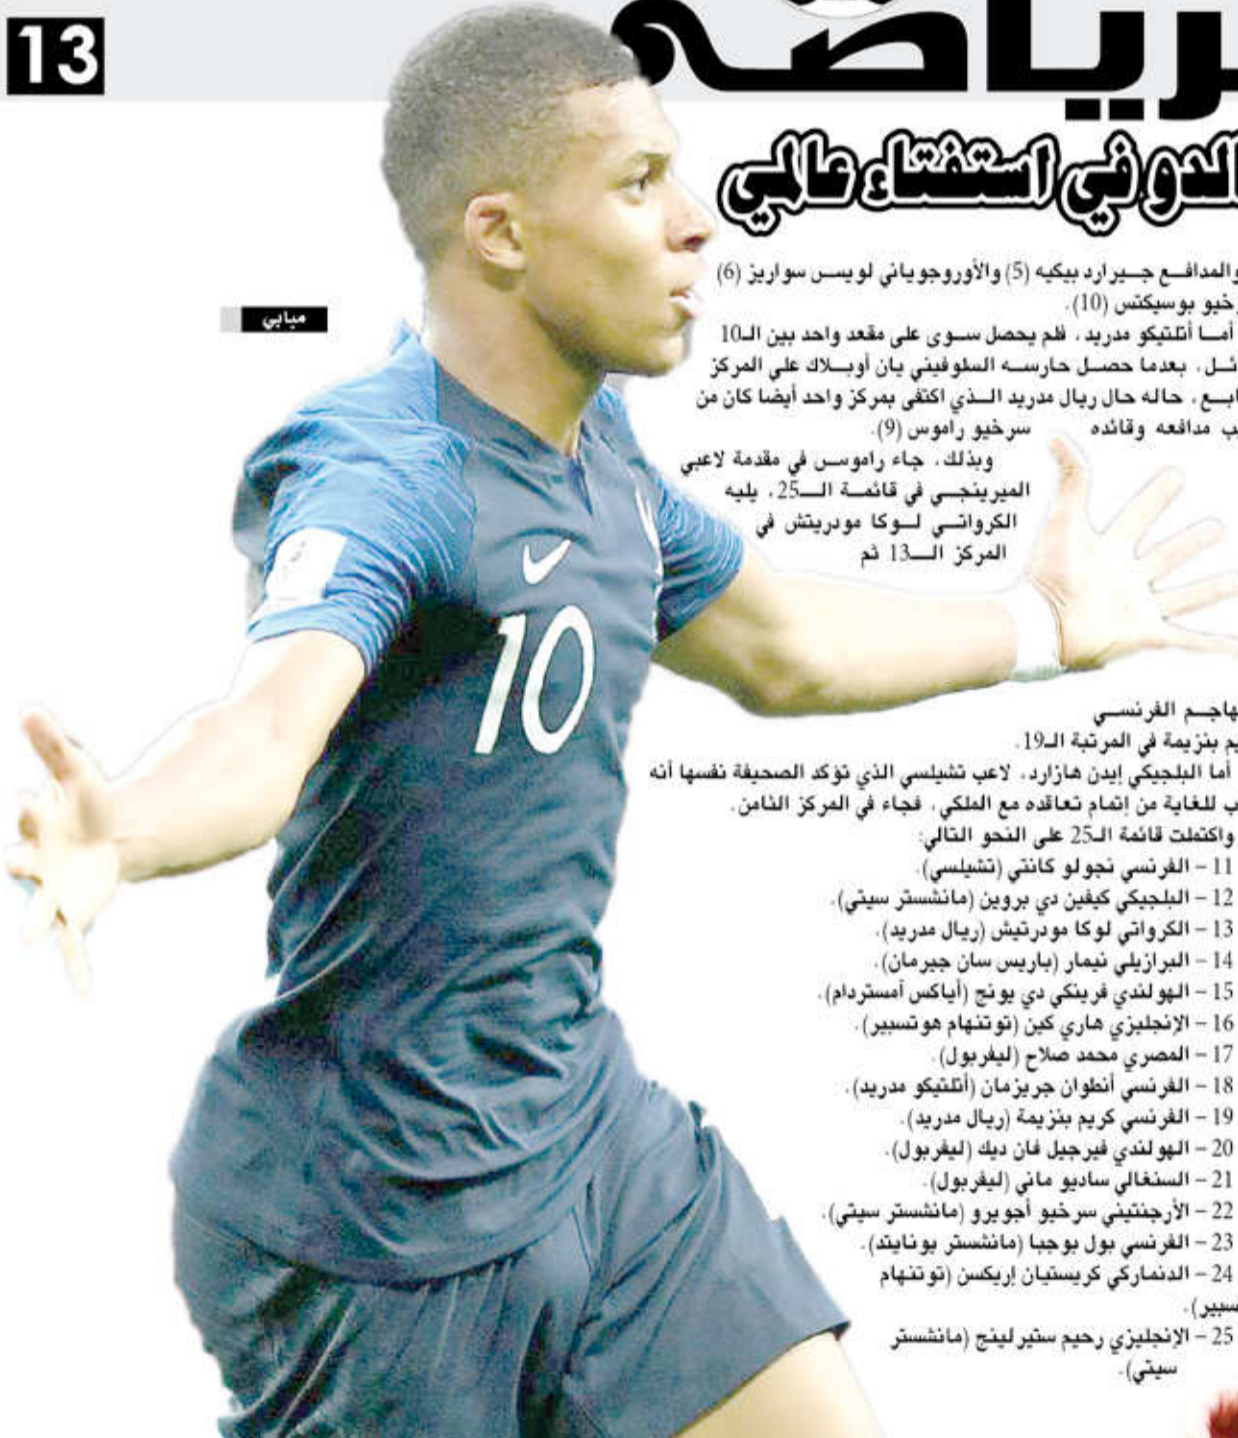 13
رياضي
الدو في استفتاء عالمي
والمدافع جيرارد بيكيه (5) والأوروجوياني لويس سواريز (6)
خيو بوسيكتس (10).
أما أتلتيكو مدريد، فلم يحصل سوى على مقعد واحد بين الـ10
ئل، بعدما حصل حارسه السلوفيني يان أوبلاك على المركز
ابع، حاله حال ريال مدريد الذي اكتفى بمركز واحد أيضا كان من
ب مدافعه وقائده سرخيو راموس (9).
وبذلك، جاء راموس في مقدمة لاعبي
الميرينجي في قائمة الـ25، يليه
الكرواتي لوكا مودريتش في
المركز الـ13 ثم
هاجم الفرنسي
يم بنزيمة في المرتبة الـ19.
أما البلجيكي إيدن هازارد، لاعب تشيلسي الذي تؤكد الصحيفة نفسها أنه
ب للغاية من إتمام تعاقده مع الملكي، فجاء في المركز الثامن.
واكتملت قائمة الـ25 على النحو التالي:
11 – الفرنسي نجولو كانتي (تشيلسي).
12 – البلجيكي كيفين دي بروين (مانشستر سيتي).
13 – الكرواتي لوكا مودرتيش (ريال مدريد).
14 – البرازيلي نيمار (باريس سان جيرمان).
15 – الهولندي فرينكي دي يونج (أياكس أمستردام).
16 – الإنجليزي هاري كين (توتنهام هوتسبير).
17 – المصري محمد صلاح (ليفربول).
18 – الفرنسي أنطوان جريزمان (أتلتيكو مدريد).
19 – الفرنسي كريم بنزيمة (ريال مدريد).
20 – الهولندي فيرجيل فان ديك (ليفربول).
21 – السنغالي ساديو ماني (ليفربول).
22 – الأرجنتيني سرخيو أجويرو (مانشستر سيتي).
23 – الفرنسي بول بوجبا (مانشستر يونايتد).
24 – الدنماركي كريستيان إريكسن (توتنهام
سبير).
25 – الإنجليزي رحيم ستيرلينج (مانشستر
سيتي).
مبابي
10